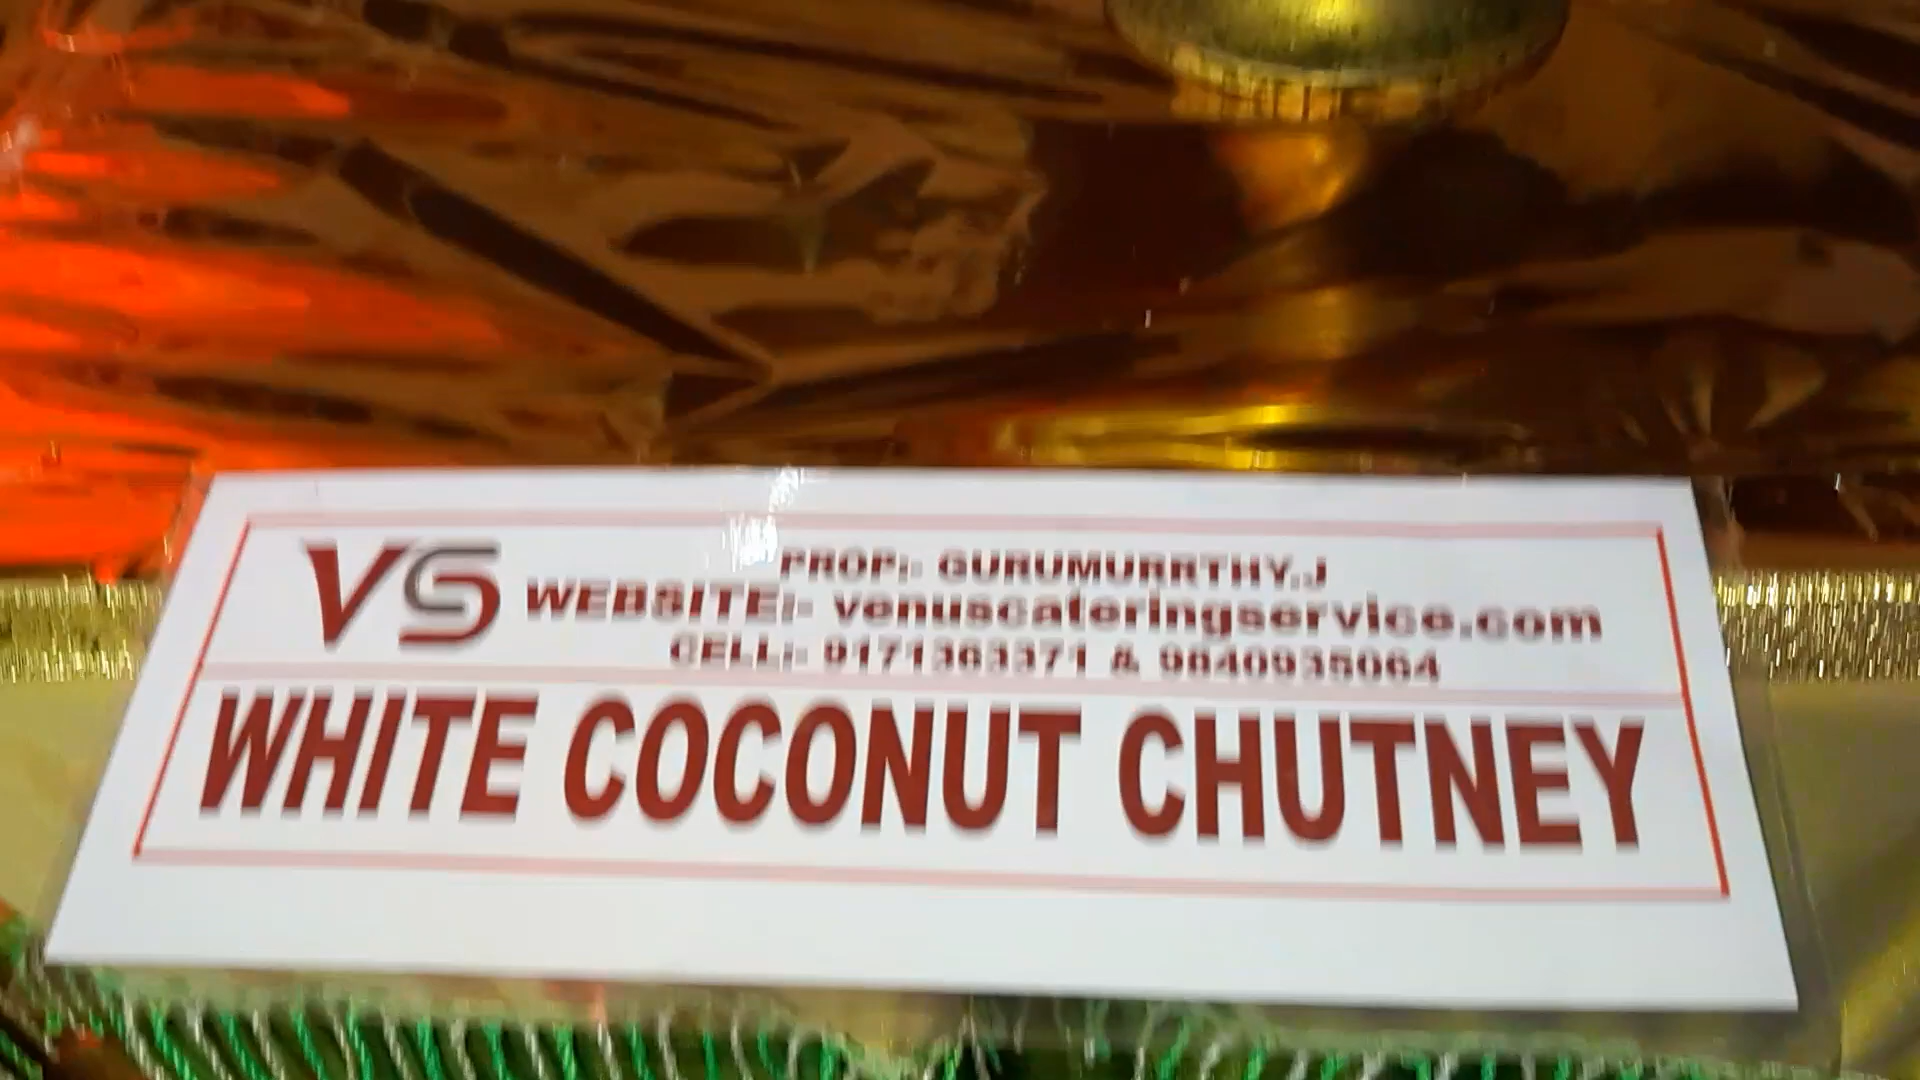 VS
PROP:- GURUMURRTHY.J
WEBSITE:- venuscateringservice.com
CELL:- 9171363371 & 9840935064
WHITE COCONUT CHUTNEY